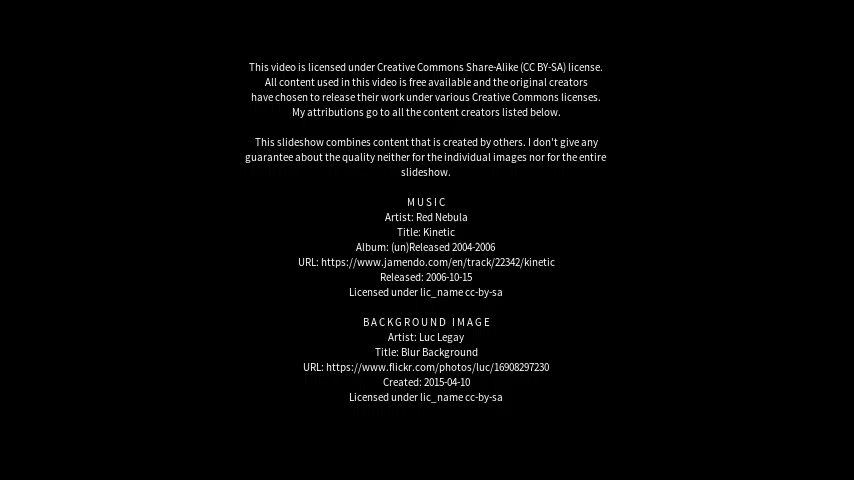 This video is licensed under Creative Commons Share-Alike (CC BY-SA) license.
All content used in this video is free available and the original creators
have chosen to release their work under various Creative Commons licenses.
My attributions go to all the content creators listed below.
This slideshow combines content that is created by others. I don't give any
guarantee about the quality neither for the individual images nor for the entire
slideshow.
MUSIC
Artist: Red Nebula
Title: Kinetic
Album: (un)Released 2004-2006
URL: https://www.jamendo.com/en/track/22342/kinetic
Released: 2006-10-15
Licensed under lic_name cc-by-sa
BACKGROUND IMAGE
Artist: Luc Legay
Title: Blur Background
URL: https://www.flickr.com/photos/luc/16908297230
Created: 2015-04-10
Licensed under lic_name cc-by-sa